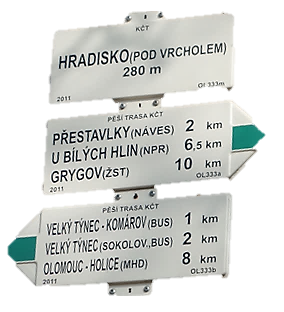 KČT
HRADISKO (POD VRCHOLEM)
280 m
2011 OL333m
PĚŠÍ TRASA KČT
PŘESTAVLKY (NÁVES) 2 km
U BÍLÝCH HLIN (NPR) 6,5 km
GRYGOV (ŽST) 10 km
2011 OL333a
PĚŠÍ TRASA KČT
VELKÝ TÝNEC - KOMÁROV (BUS) 1 km
VELKÝ TÝNEC (SOKOLOV., BUS) 2 km
OLOMOUC - HOLICE (MHD) 8 km
2011 OL333b